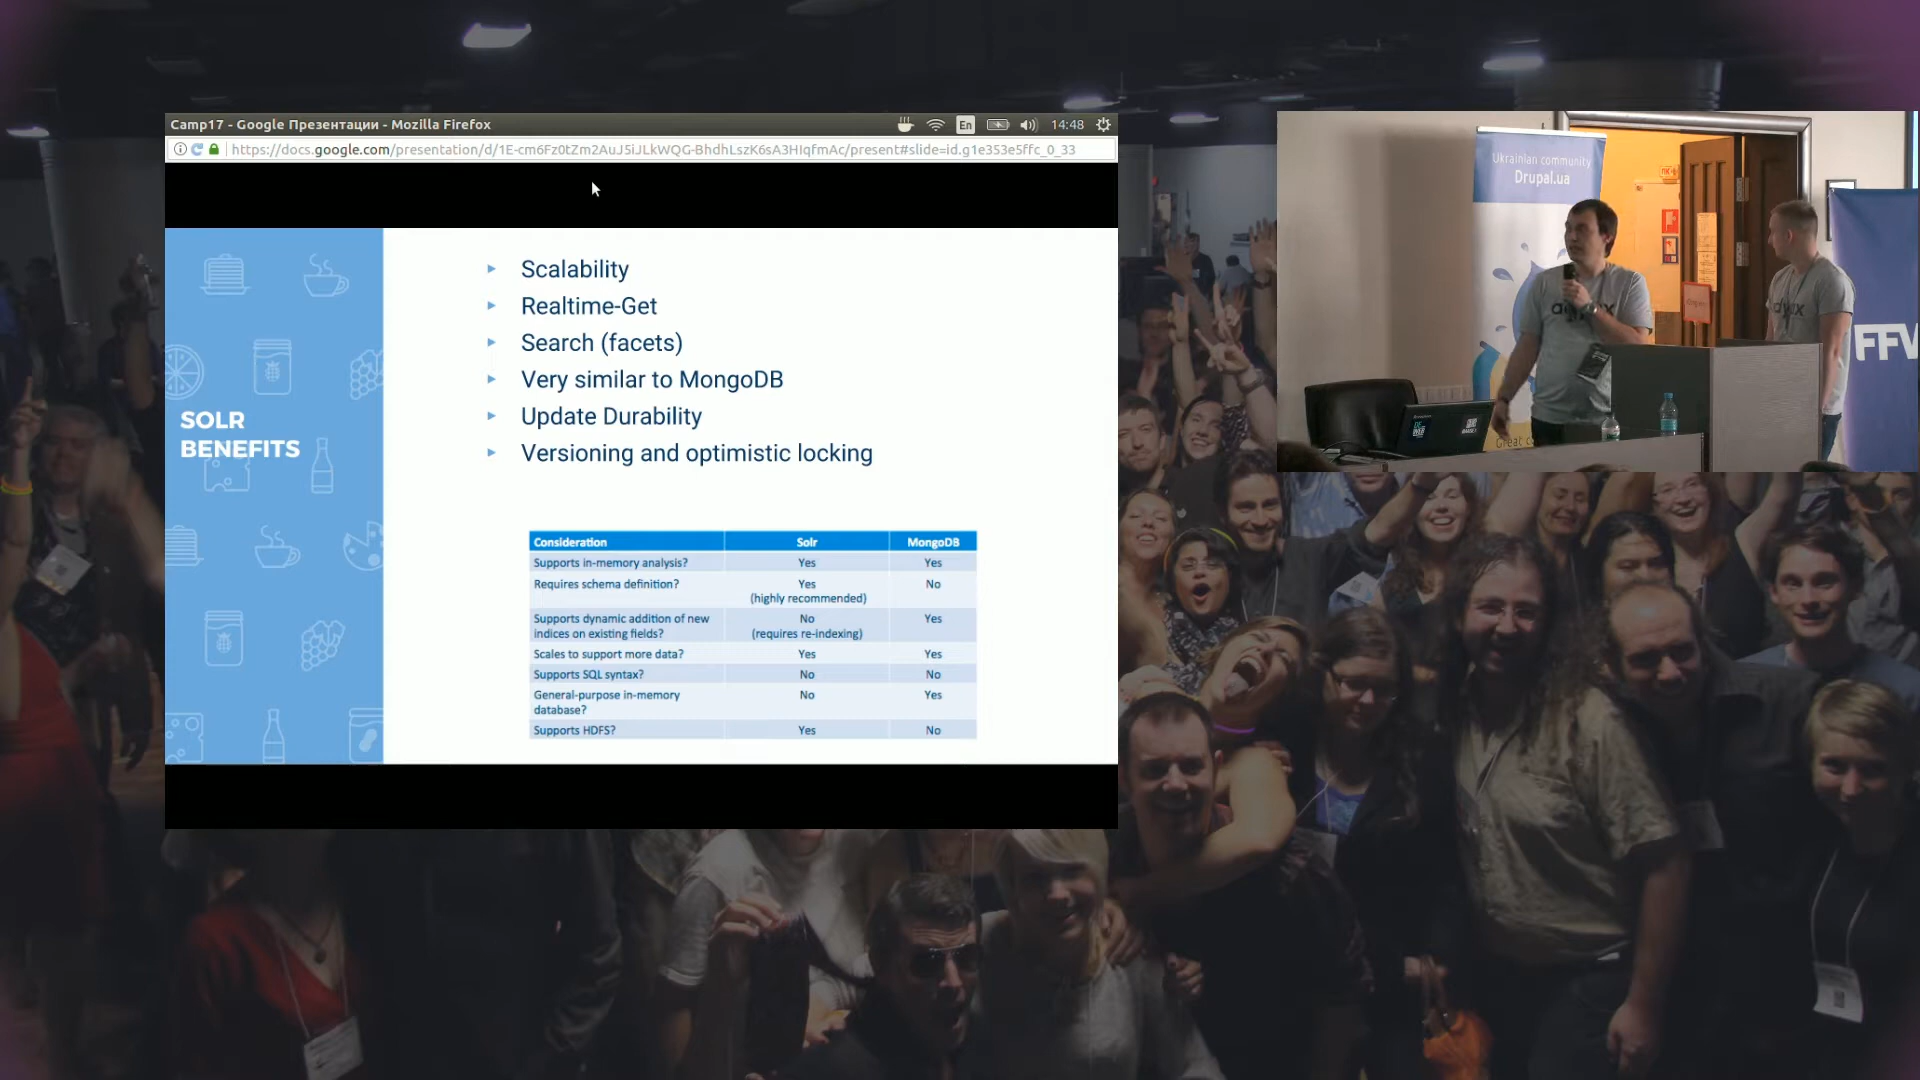 Camp17 - Google Презентации - Mozilla Firefox
En
14:48
https://docs.google.com/presentation/d/1E-cm6Fz0tZm2AuJ5iJLkWQG-BhdhLszK6sA3HIqfmAc/present#slide=id.g1e353e5ffc_0_33
SOLR
BENEFITS
Scalability
Realtime-Get
Search (facets)
Very similar to MongoDB
Update Durability
Versioning and optimistic locking
Consideration Solr MongoDB
Supports in-memory analysis? Yes Yes
Requires schema definition? Yes No
(highly recommended)
Supports dynamic addition of new No Yes
indices on existing fields? (requires re-indexing)
Scales to support more data? Yes Yes
Supports SQL syntax? No No
General-purpose in-memory No Yes
database?
Supports HDFS? Yes No
Ukrainian community
Drupal.ua
FFW